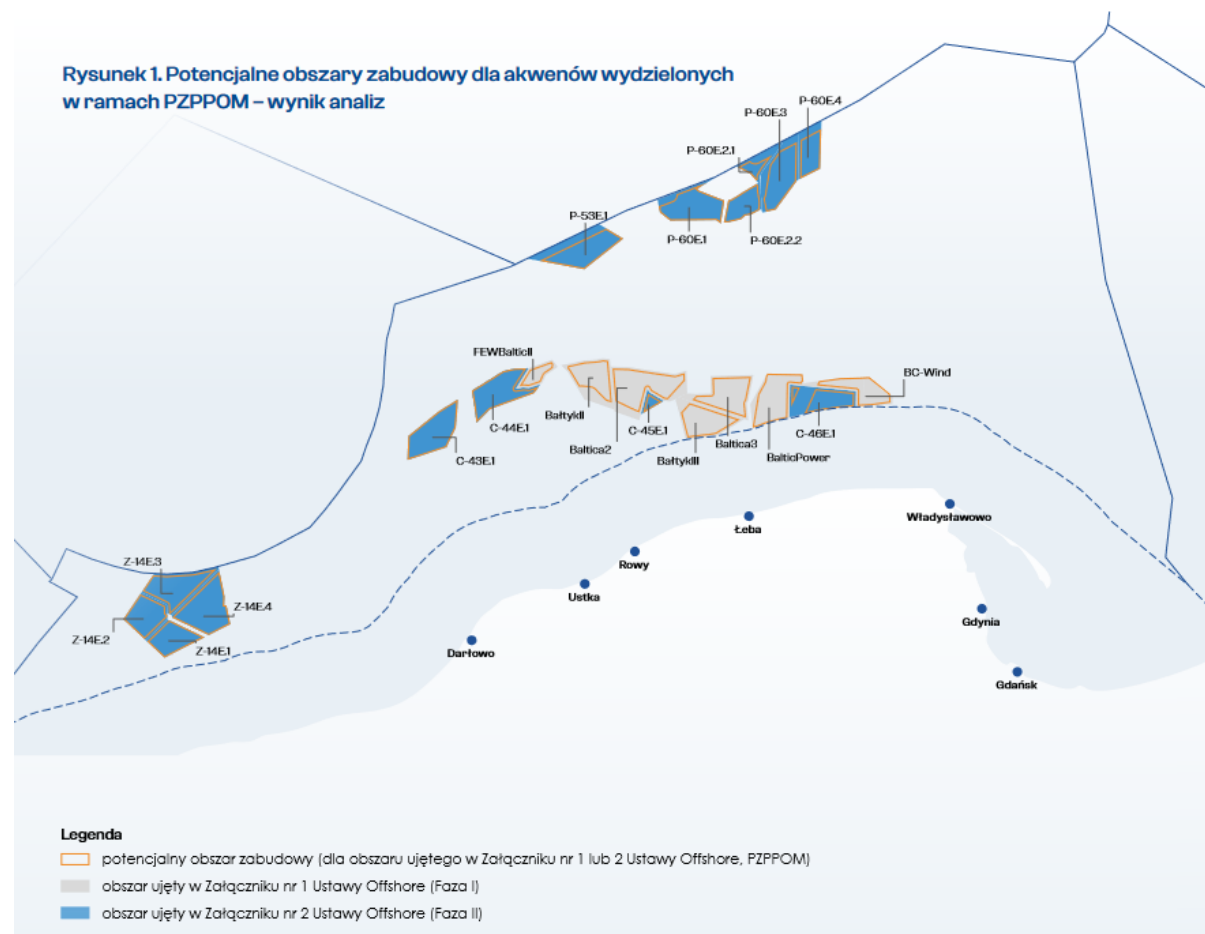 Rysunek 1. Potencjalne obszary zabudowy dla akwenów wydzielonych
w ramach PZPPOM – wynik analiz
P-60E.4
P-60E.3
P-60E.2.1
P-53E.1
P-60E.1
P-60E.2.2
FEWBalticII
BC-Wind
C-44E.1
BałtykII
Baltica2
C-45E.1
C-43E.1
BałtykIII
Baltica3
BalticPower
C-46E.1
Władysławowo
Łeba
Rowy
Ustka
Z-14E.3
Z-14E.4
Z-14E.2
Z-14E.1
Darłowo
Gdynia
Gdańsk
Legenda
potencjalny obszar zabudowy (dla obszaru ujętego w Załączniku nr 1 lub 2 Ustawy Offshore, PZPPOM)
obszar ujęty w Załączniku nr 1 Ustawy Offshore (Faza I)
obszar ujęty w Załączniku nr 2 Ustawy Offshore (Faza II)